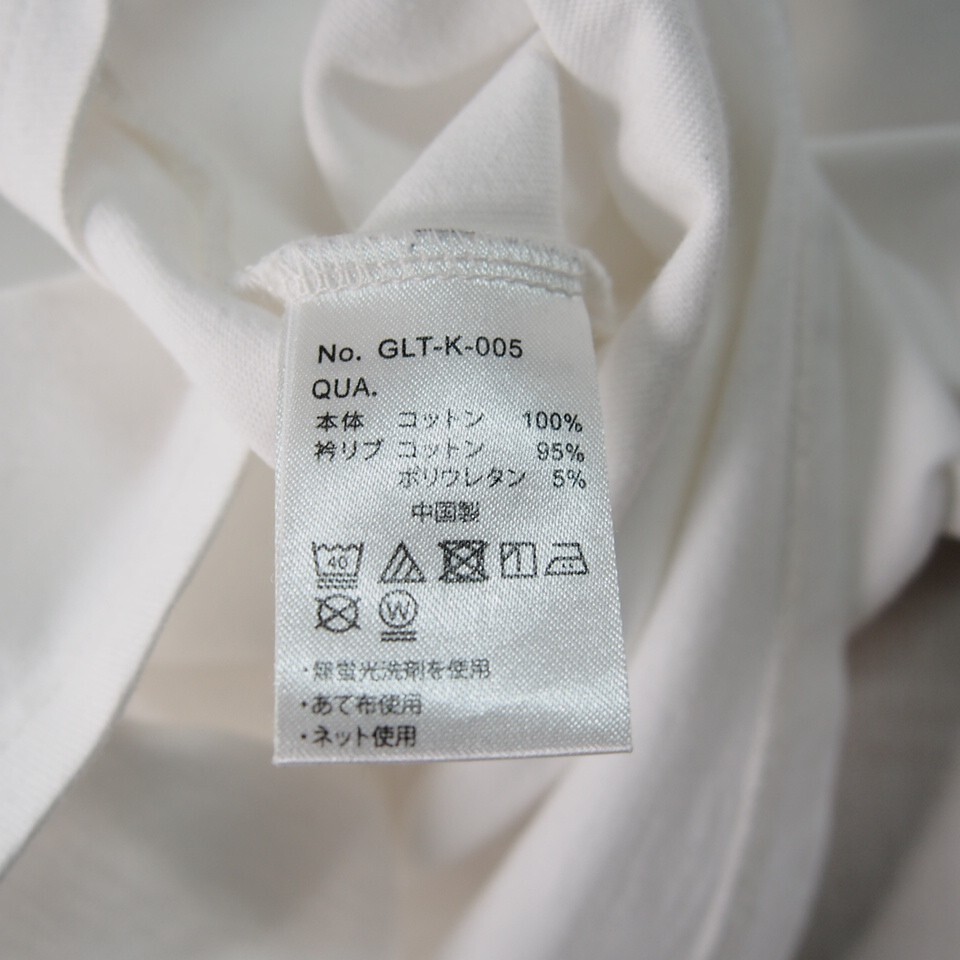 No. GLT-K-005
QUA.
本体 コットン 100%
衿リブ コットン 95%
ポリウレタン 5%
中国製
40
W
・無蛍光洗剤を使用
・あて布使用
・ネット使用